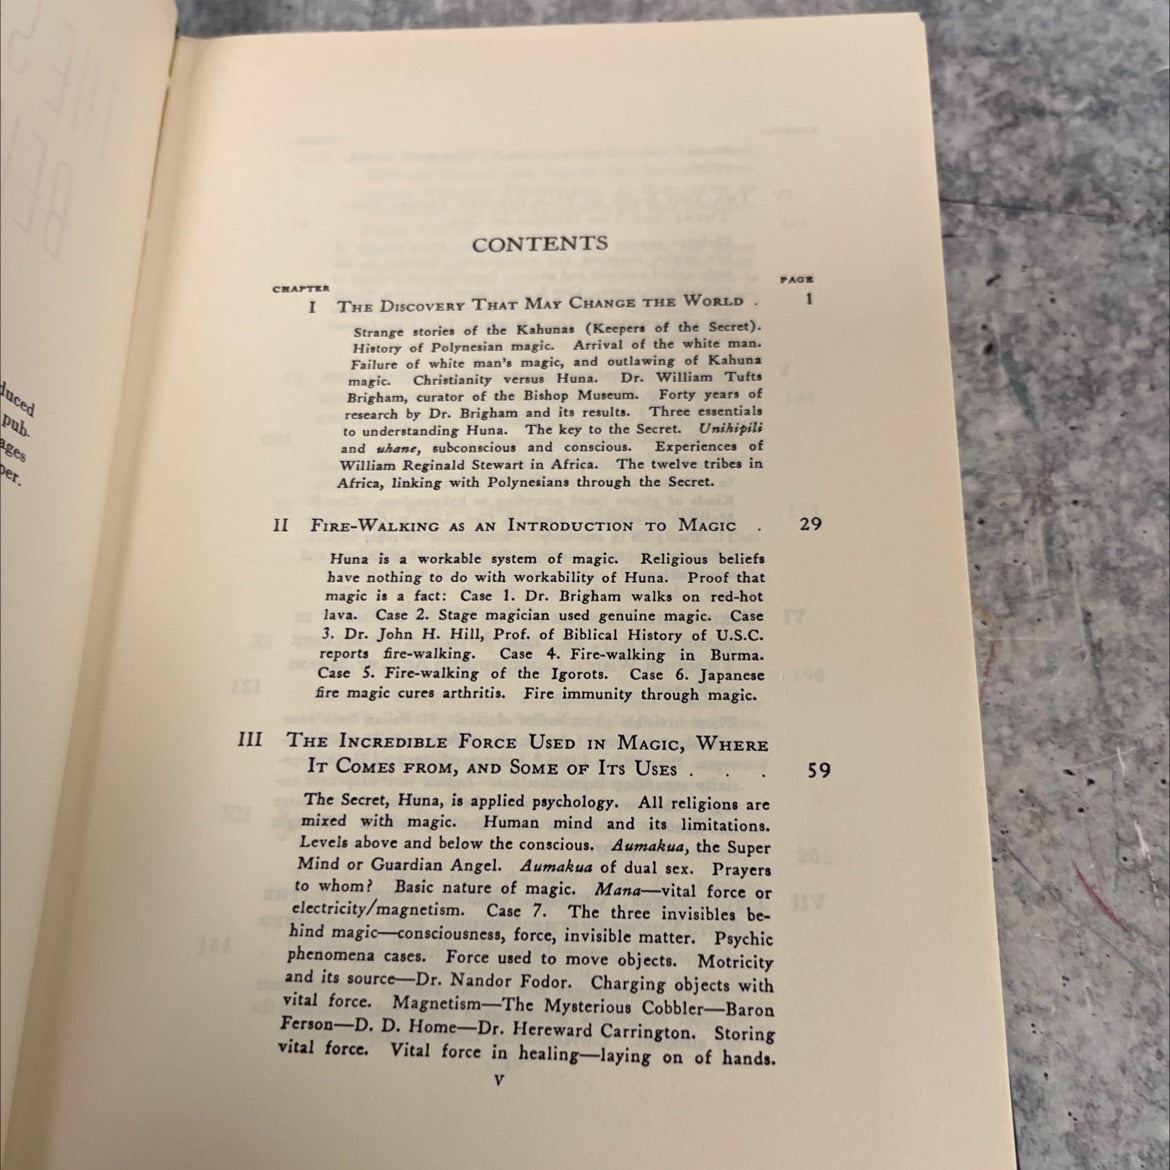 duced
pub-
ages
per.
CONTENTS
CHAPTER PAGE
I THE DISCOVERY THAT MAY CHANGE THE WORLD . 1
Strange stories of the Kahunas (Keepers of the Secret).
History of Polynesian magic. Arrival of the white man.
Failure of white man's magic, and outlawing of Kahuna
magic. Christianity versus Huna. Dr. William Tufts
Brigham, curator of the Bishop Museum. Forty years of
research by Dr. Brigham and its results. Three essentials
to understanding Huna. The key to the Secret. Unihipili
and uhane, subconscious and conscious. Experiences of
William Reginald Stewart in Africa. The twelve tribes in
Africa, linking with Polynesians through the Secret.
II FIRE-WALKING AS AN INTRODUCTION TO MAGIC . 29
Huna is a workable system of magic. Religious beliefs
have nothing to do with workability of Huna. Proof that
magic is a fact: Case 1. Dr. Brigham walks on red-hot
lava. Case 2. Stage magician used genuine magic. Case
3. Dr. John H. Hill, Prof. of Biblical History of U.S.C.
reports fire-walking. Case 4. Fire-walking in Burma.
Case 5. Fire-walking of the Igorots. Case 6. Japanese
fire magic cures arthritis. Fire immunity through magic.
III THE INCREDIBLE FORCE USED IN MAGIC, WHERE
IT COMES FROM, AND SOME OF ITS USES . . . 59
The Secret, Huna, is applied psychology. All religions are
mixed with magic. Human mind and its limitations.
Levels above and below the conscious. Aumakua, the Super
Mind or Guardian Angel. Aumakua of dual sex. Prayers
to whom? Basic nature of magic. Mana—vital force or
electricity/magnetism. Case 7. The three invisibles be-
hind magic—consciousness, force, invisible matter. Psychic
phenomena cases. Force used to move objects. Motricity
and its source—Dr. Nandor Fodor. Charging objects with
vital force. Magnetism—The Mysterious Cobbler—Baron
Ferson—D. D. Home—Dr. Hereward Carrington. Storing
vital force. Vital force in healing—laying on of hands.
V